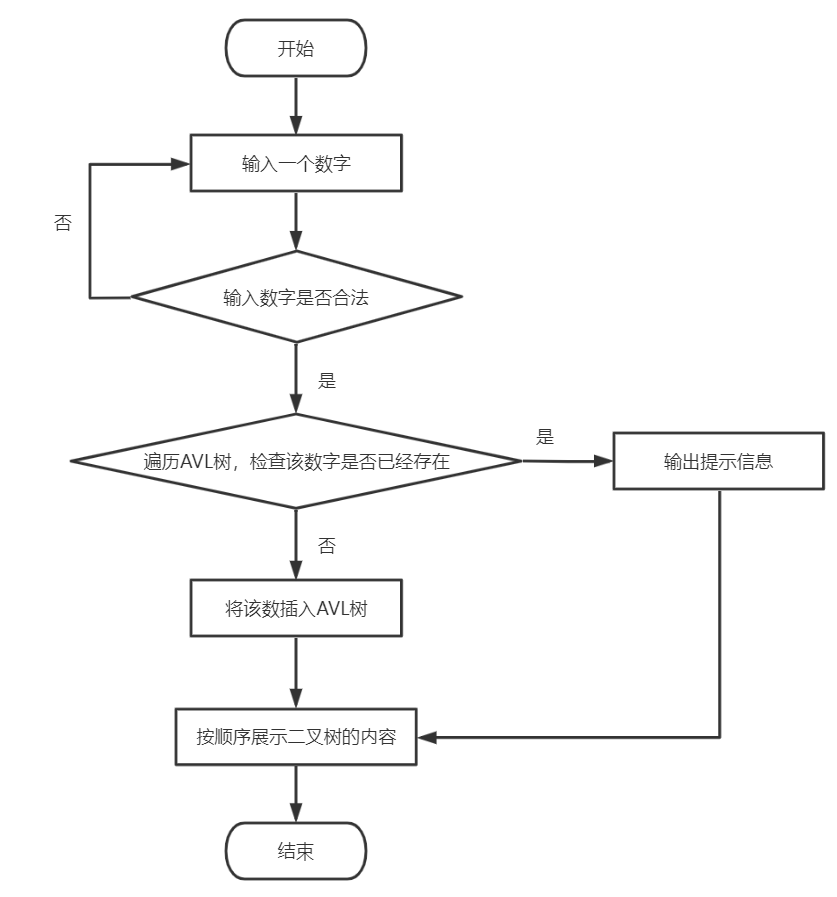 开始
输入一个数字
否
输入数字是否合法
是
遍历AVL树，检查该数字是否已经存在
是
输出提示信息
否
将该数插入AVL树
按顺序展示二叉树的内容
结束